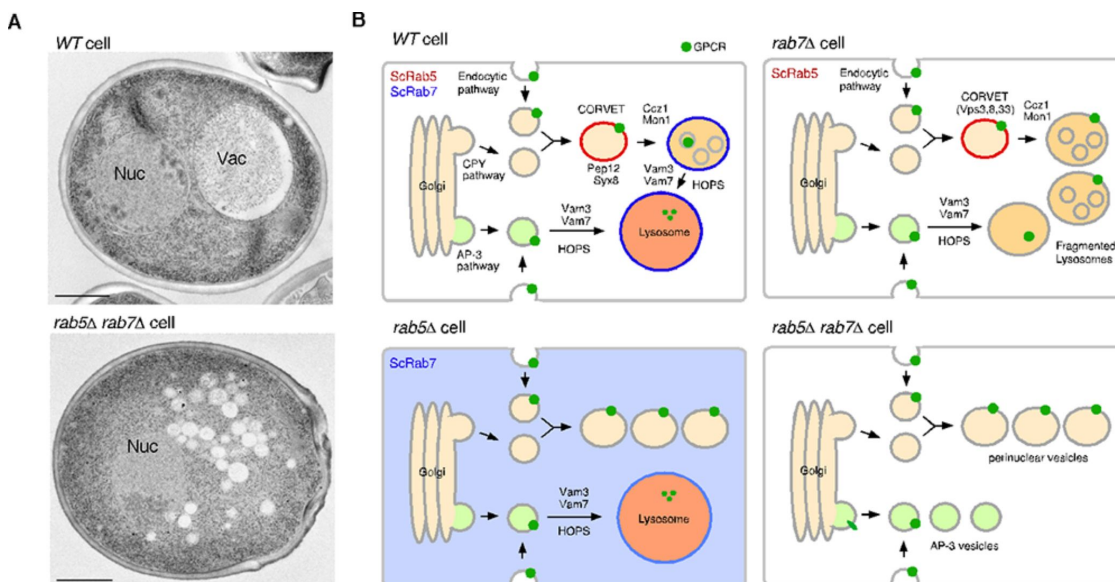 A
WT cell
Nuc
Vac
rab5Δ rab7Δ cell
Nuc
B
WT cell
GPCR
ScRab5
ScRab7
Endocytic
pathway
CORVET
Ccz1
Mon1
CPY
pathway
Golgi
Pep12
Syx8
Vam3
Vam7
HOPS
Vam3
Vam7
HOPS
Lysosome
AP-3
pathway
rab7Δ cell
ScRab5
Endocytic
pathway
CORVET
(Vps3,8,33)
Ccz1
Mon1
Golgi
Vam3
Vam7
HOPS
Fragmented
Lysosomes
rab5Δ cell
ScRab7
Golgi
Vam3
Vam7
HOPS
Lysosome
rab5Δ rab7Δ cell
Golgi
perinuclear vesicles
AP-3 vesicles